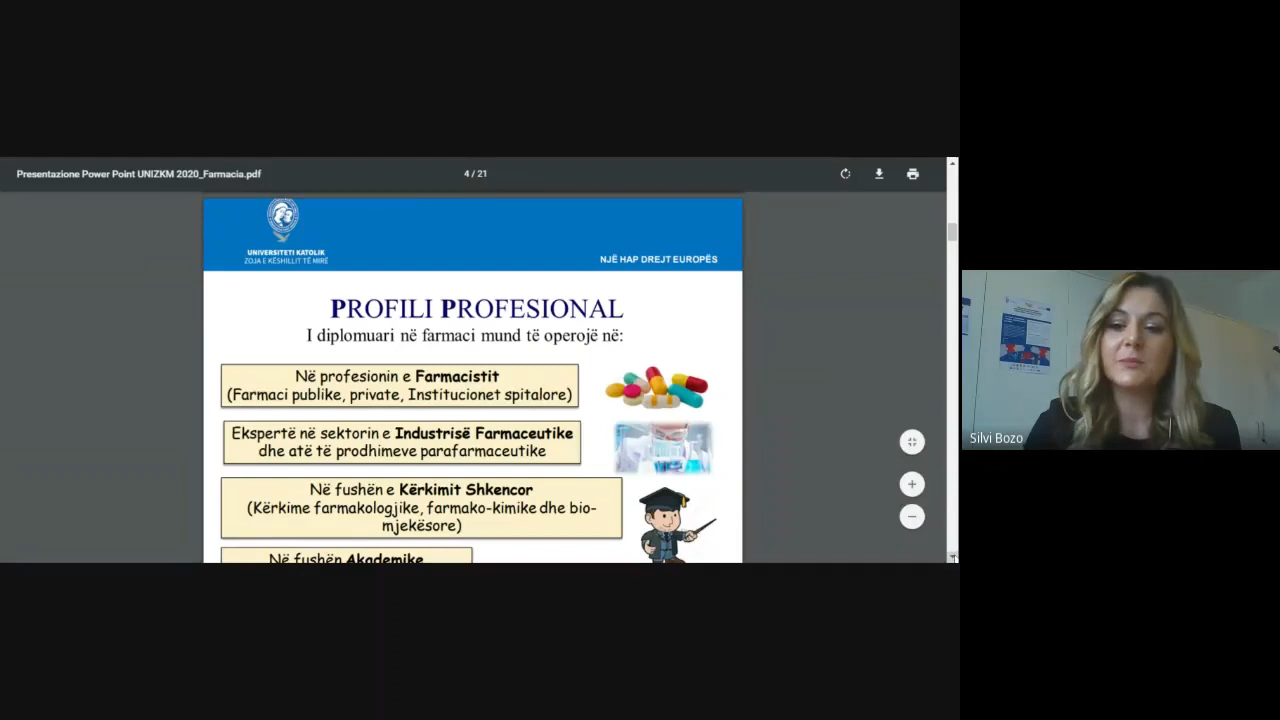 Presentazione Power Point UNIZKM 2020_Farmacia.pdf
4 / 21
UNIVERSITETI KATOLIK
ZOJA E KËSHILLIT TË MIRË
NJË HAP DREJT EUROPËS
PROFILI PROFESIONAL
I diplomuari në farmaci mund të operojë në:
Në profesionin e Farmacistit
(Farmaci publike, private, Institucionet spitalore)
Ekspertë në sektorin e Industrisë Farmaceutike
dhe atë të prodhimeve parafarmaceutike
Në fushën e Kërkimit Shkencor
(Kërkime farmakologjike, farmako-kimike dhe bio-
mjekësore)
Në fushën Akademike
Silvi Bozo